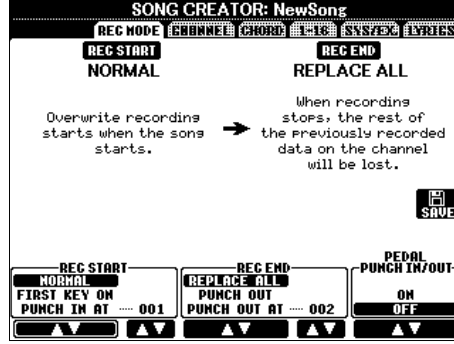 SONG CREATOR: NewSong
REC MODE CHANNEL CHORD 1-16 SYS/EX. LYRICS
REC START
NORMAL
Overwrite recording
starts when the song
starts.
REC END
REPLACE ALL
When recording
stops, the rest of
the previously recorded
data on the channel
will be lost.
SAVE
REC START
NORMAL
FIRST KEY ON
PUNCH IN AT ---- 001
REC END
REPLACE ALL
PUNCH OUT
PUNCH OUT AT ---- 002
PEDAL
PUNCH IN/OUT
ON
OFF